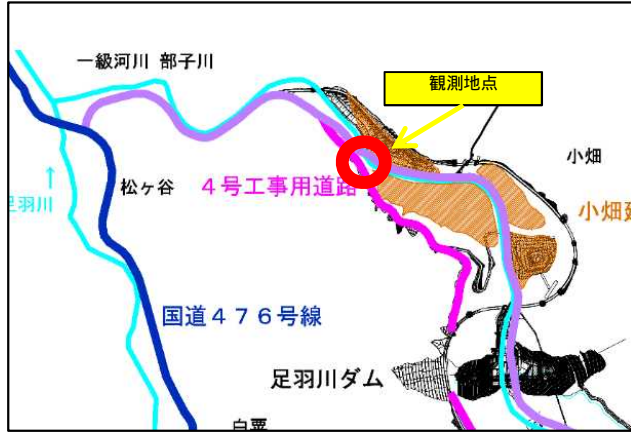 一級河川 部子川
観測地点
小畑
足羽川
松ヶ谷
4号工事用道路
小畑
国道476号線
足羽川ダム
白粟